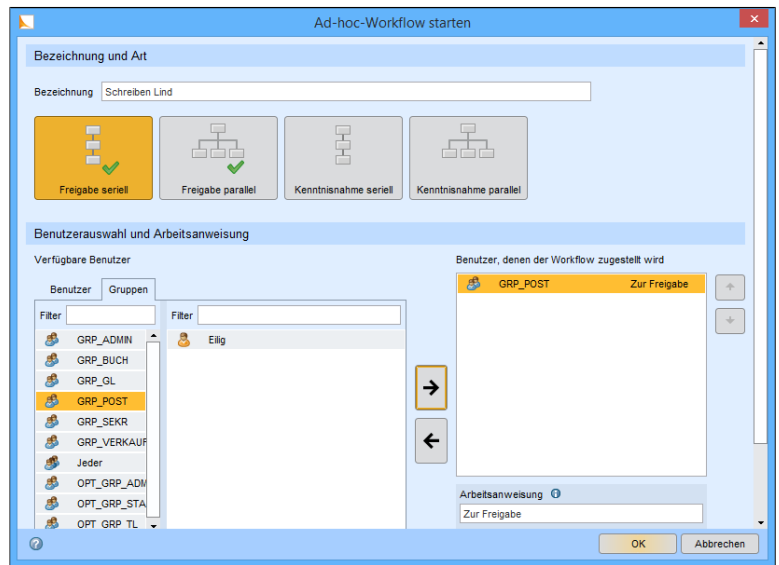 Ad-hoc-Workflow starten
Bezeichnung und Art
Bezeichnung Schreiben Lind
Freigabe seriell Freigabe parallel Kenntnisnahme seriell Kenntnisnahme parallel
Benutzerauswahl und Arbeitsanweisung
Verfügbare Benutzer
Benutzer, denen der Workflow zugestellt wird
Benutzer Gruppen
GRP_POST Zur Freigabe
Filter Filter
GRP_ADMIN Eilig
GRP_BUCH
GRP_GL
GRP_POST
GRP_SEKR
GRP_VERKAUF
Jeder
OPT_GRP_ADM
OPT_GRP_STA
OPT_GRP_TL
Arbeitsanweisung
Zur Freigabe
OK Abbrechen